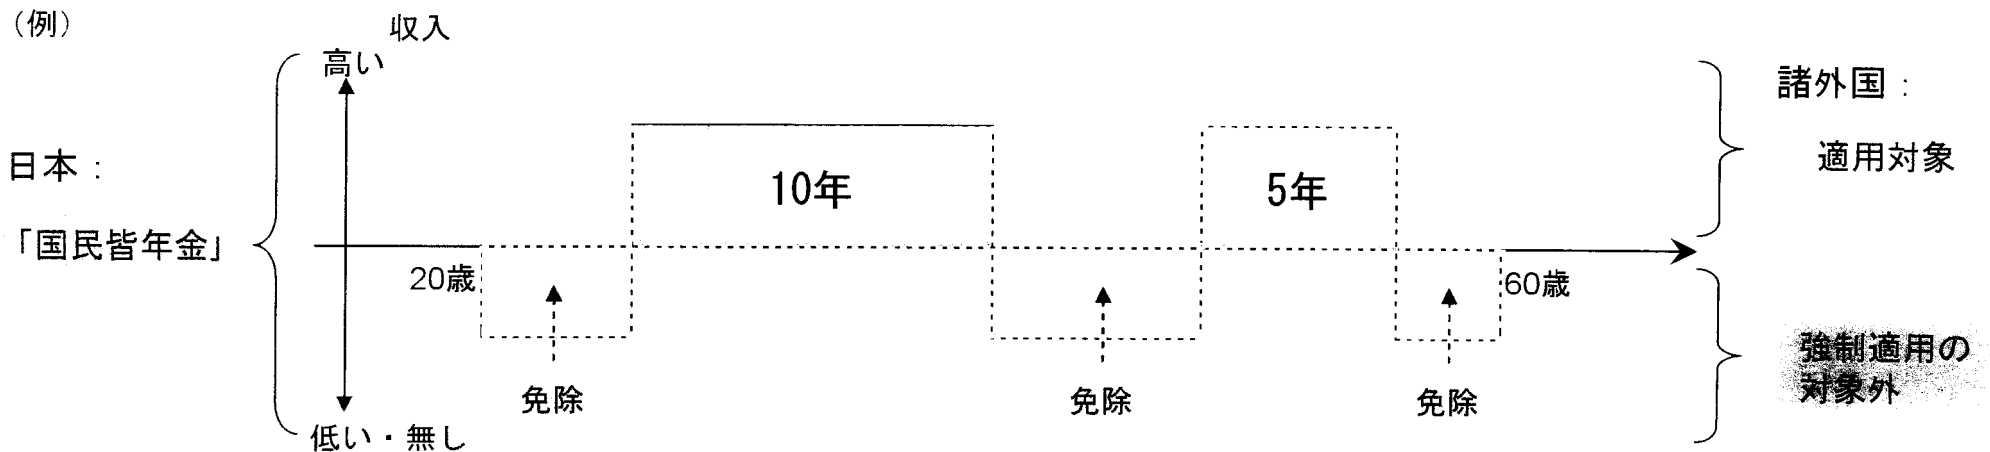 （例）
収入
高い
諸外国：
適用対象
日本：
「国民皆年金」
10年
5年
20歳
60歳
強制適用の
対象外
免除
免除
免除
低い・無し